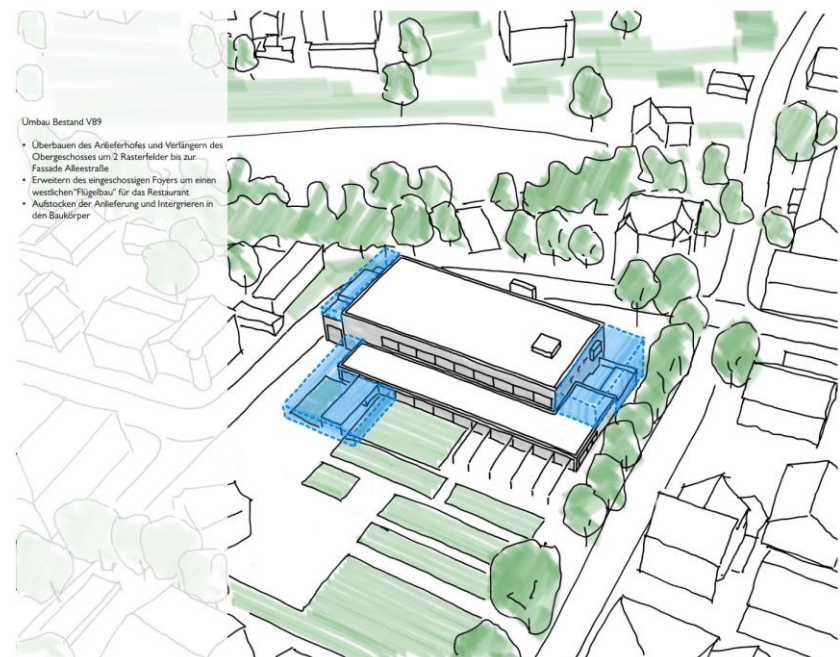 Umbau Bestand V89
• Überbauen des Anlieferhofes und Verlängern des
Obergeschosses um 2 Rasterfelder bis zur
Fassade Alleestraße
• Erweitern des eingeschossigen Foyers um einen
westlichen"Flügelbau" für das Restaurant
• Aufstocken der Anlieferung und Intergrieren in
den Baukörper